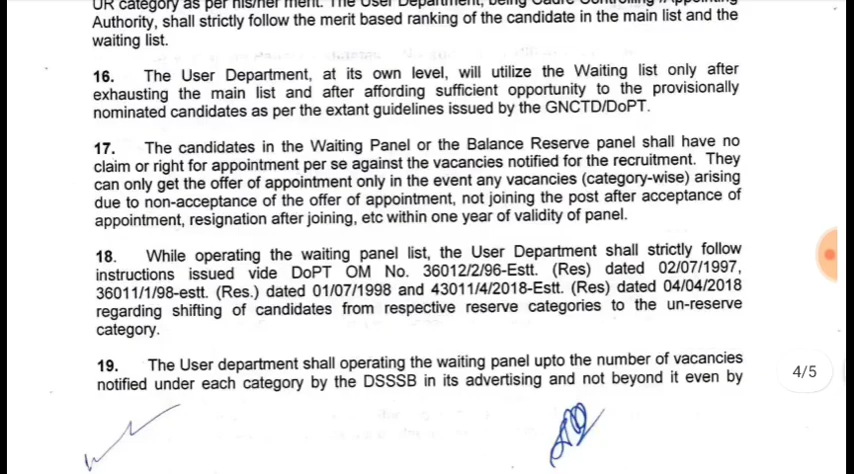 UR category as per his/her merit. The User Department, being Cadre Controlling /Appointing
Authority, shall strictly follow the merit based ranking of the candidate in the main list and the
waiting list.
16. The User Department, at its own level, will utilize the Waiting list only after
exhausting the main list and after affording sufficient opportunity to the provisionally
nominated candidates as per the extant guidelines issued by the GNCTD/DoPT.
17. The candidates in the Waiting Panel or the Balance Reserve panel shall have no
claim or right for appointment per se against the vacancies notified for the recruitment. They
can only get the offer of appointment only in the event any vacancies (category-wise) arising
due to non-acceptance of the offer of appointment, not joining the post after acceptance of
appointment, resignation after joining, etc within one year of validity of panel.
18. While operating the waiting panel list, the User Department shall strictly follow
instructions issued vide DoPT OM No. 36012/2/96-Estt. (Res) dated 02/07/1997,
36011/1/98-estt. (Res.) dated 01/07/1998 and 43011/4/2018-Estt. (Res) dated 04/04/2018
regarding shifting of candidates from respective reserve categories to the un-reserve
category.
19. The User department shall operating the waiting panel upto the number of vacancies
notified under each category by the DSSSB in its advertising and not beyond it even by
4/5